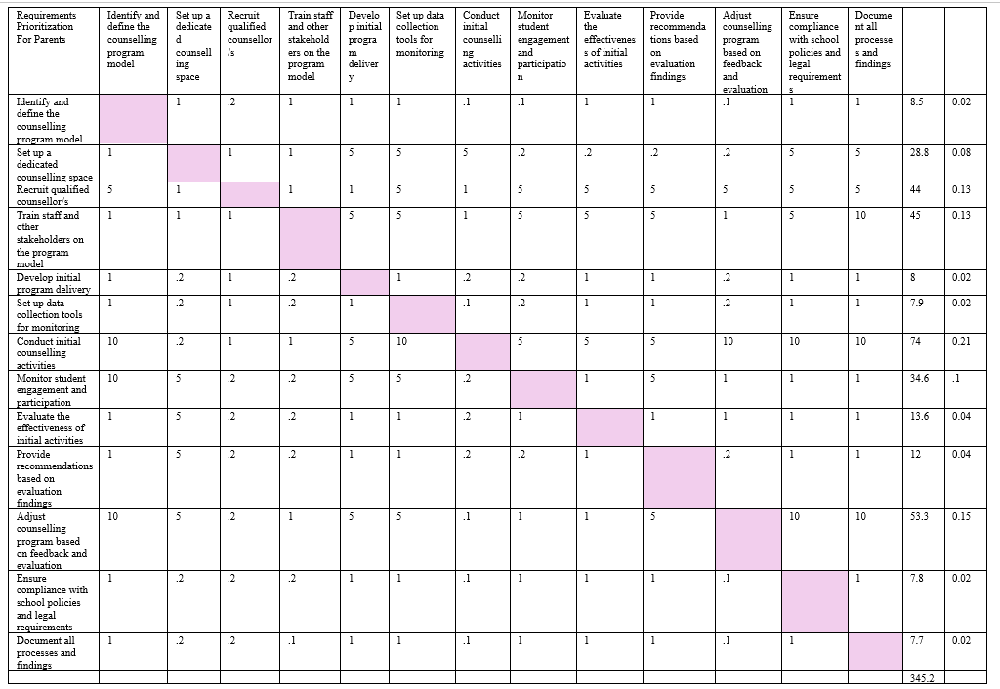 Requirements Prioritization For Parents | Identify and define the counselling program model | Set up a dedicate d counsell ing space | Recruit qualified counsellor /s | Train staff and other stakehold ers on the program model | Develo p initial progra m deliver y | Set up data collection tools for monitoring | Conduct initial counselli ng activities | Monitor student engagement and participatio n | Evaluate the effectivenes s of initial activities | Provide recommenda tions based on evaluation findings | Adjust counselling program based on feedback and evaluation | Ensure compliance with school policies and legal requirement s | Docume nt all processe s and findings
Identify and define the counselling program model | | 1 | .2 | 1 | 1 | 1 | .1 | .1 | 1 | 1 | .1 | 1 | 1 | 8.5 | 0.02
Set up a dedicated counselling space | 1 | | 1 | 1 | 5 | 5 | 5 | .2 | .2 | .2 | .2 | 5 | 5 | 28.8 | 0.08
Recruit qualified counsellor/s | 5 | 1 | | 1 | 1 | 5 | 1 | 5 | 5 | 5 | 5 | 5 | 5 | 44 | 0.13
Train staff and other stakeholders on the program model | 1 | 1 | 1 | | 5 | 5 | 1 | 5 | 5 | 5 | 1 | 5 | 10 | 45 | 0.13
Develop initial program delivery | 1 | .2 | 1 | .2 | | 1 | .2 | .2 | 1 | 1 | .2 | 1 | 1 | 8 | 0.02
Set up data collection tools for monitoring | 1 | .2 | 1 | .2 | 1 | | .1 | .2 | 1 | 1 | .2 | 1 | 1 | 7.9 | 0.02
Conduct initial counselling activities | 10 | .2 | 1 | 1 | 5 | 10 | | 5 | 5 | 5 | 10 | 10 | 10 | 74 | 0.21
Monitor student engagement and participation | 10 | 5 | .2 | .2 | 5 | 5 | .2 | | 1 | 5 | 1 | 1 | 1 | 34.6 | .1
Evaluate the effectiveness of initial activities | 1 | 5 | .2 | .2 | 1 | 1 | .2 | 1 | | 1 | 1 | 1 | 1 | 13.6 | 0.04
Provide recommendations based on evaluation findings | 1 | 5 | .2 | .2 | 1 | 1 | .2 | .2 | 1 | | .2 | 1 | 1 | 12 | 0.04
Adjust counselling program based on feedback and evaluation | 10 | 5 | .2 | 1 | 5 | 5 | .1 | 1 | 1 | 5 | | 10 | 10 | 53.3 | 0.15
Ensure compliance with school policies and legal requirements | 1 | .2 | .2 | .2 | 1 | 1 | .1 | 1 | 1 | 1 | .1 | | 1 | 7.8 | 0.02
Document all processes and findings | 1 | .2 | .2 | .1 | 1 | 1 | .1 | 1 | 1 | 1 | .1 | 1 | | 7.7 | 0.02
345.2